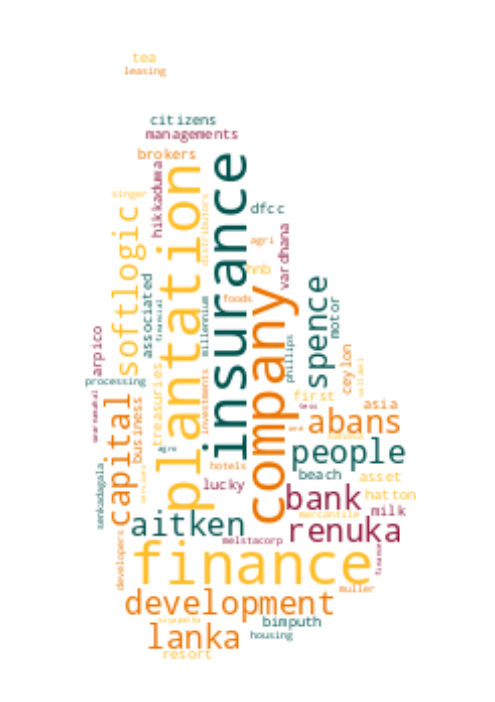 tea
leasing
citizens
managements
brokers
hikkaduwa
plantation
insurance
singer
distributors
dfcc
softlogic
agri
vardhana
hnb
associated
financial
millennium
foods
company
spence
motor
arpico
phillips
ceylon
processing
treasuries
investments
first
asia
capital
business
abans
people
agro
hotels
beach
asset
senkadagala
lucky
bank
hatton
mercantile
milk
aitken
renuka
melstacorp
finance
developers
muller
development
bimputh
lanka
housing
resort